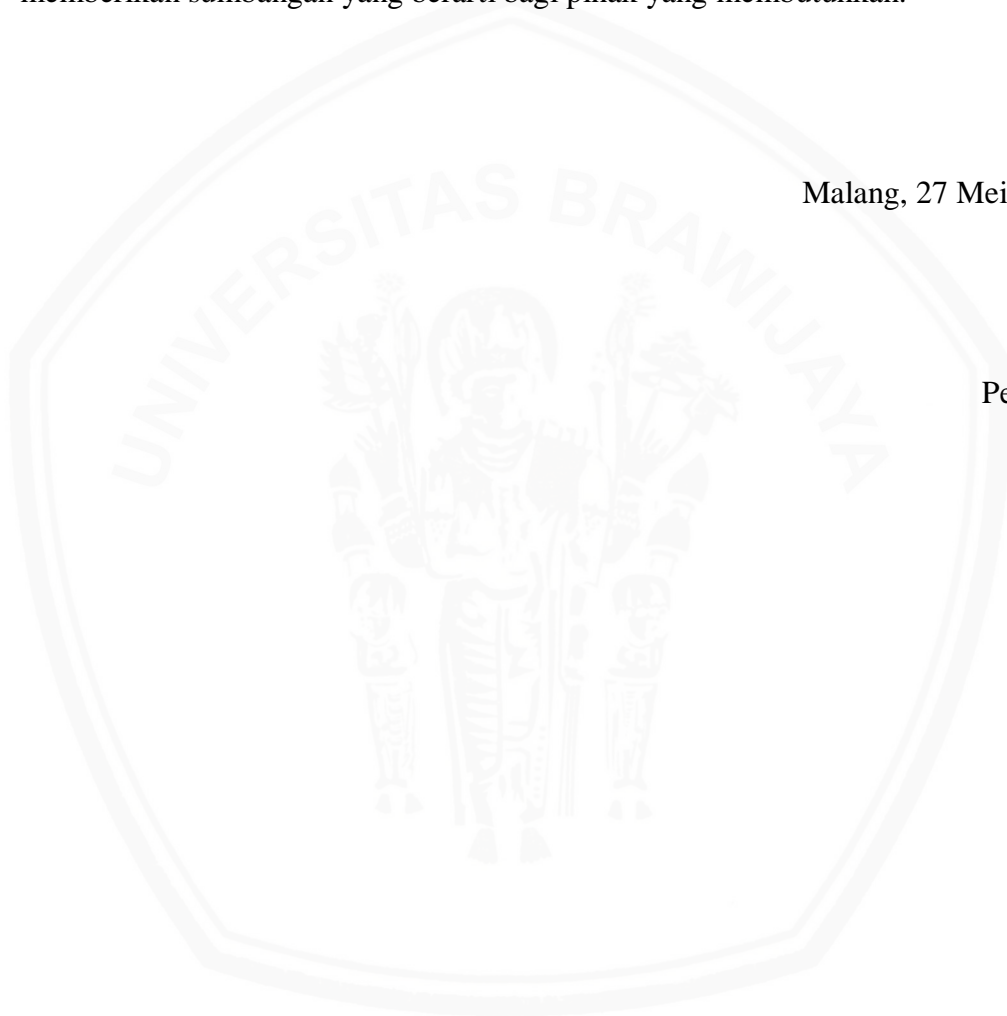 memberikan sumbangan yang berarti bagi pihak yang membutuhkan.
Malang, 27 Mei
UNIVERSITAS BRAWIJAYA
Pe